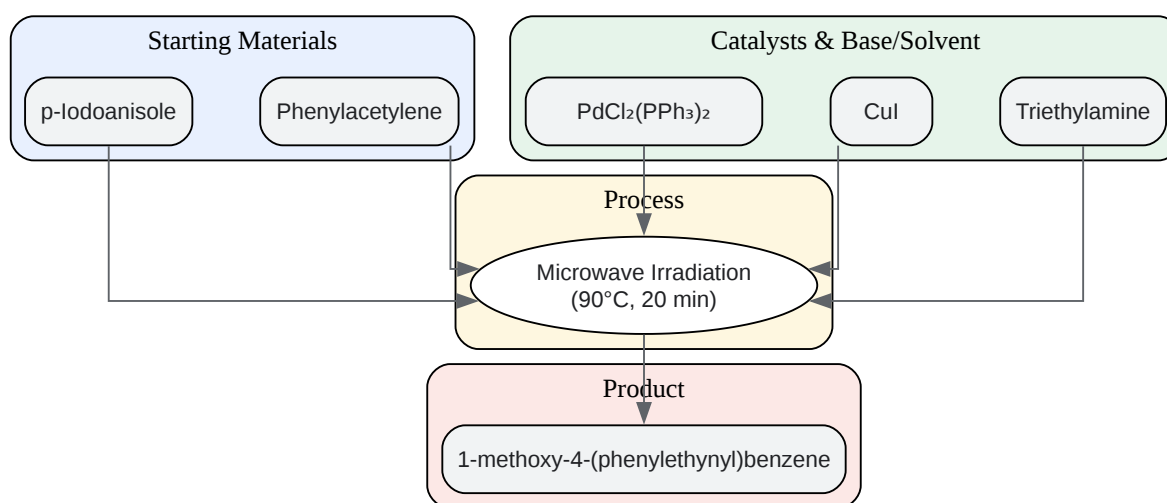 Starting Materials
p-Iodoanisole
Phenylacetylene
Catalysts & Base/Solvent
PdCl₂(PPh₃)₂
CuI
Triethylamine
Process
Microwave Irradiation
(90°C, 20 min)
Product
1-methoxy-4-(phenylethynyl)benzene